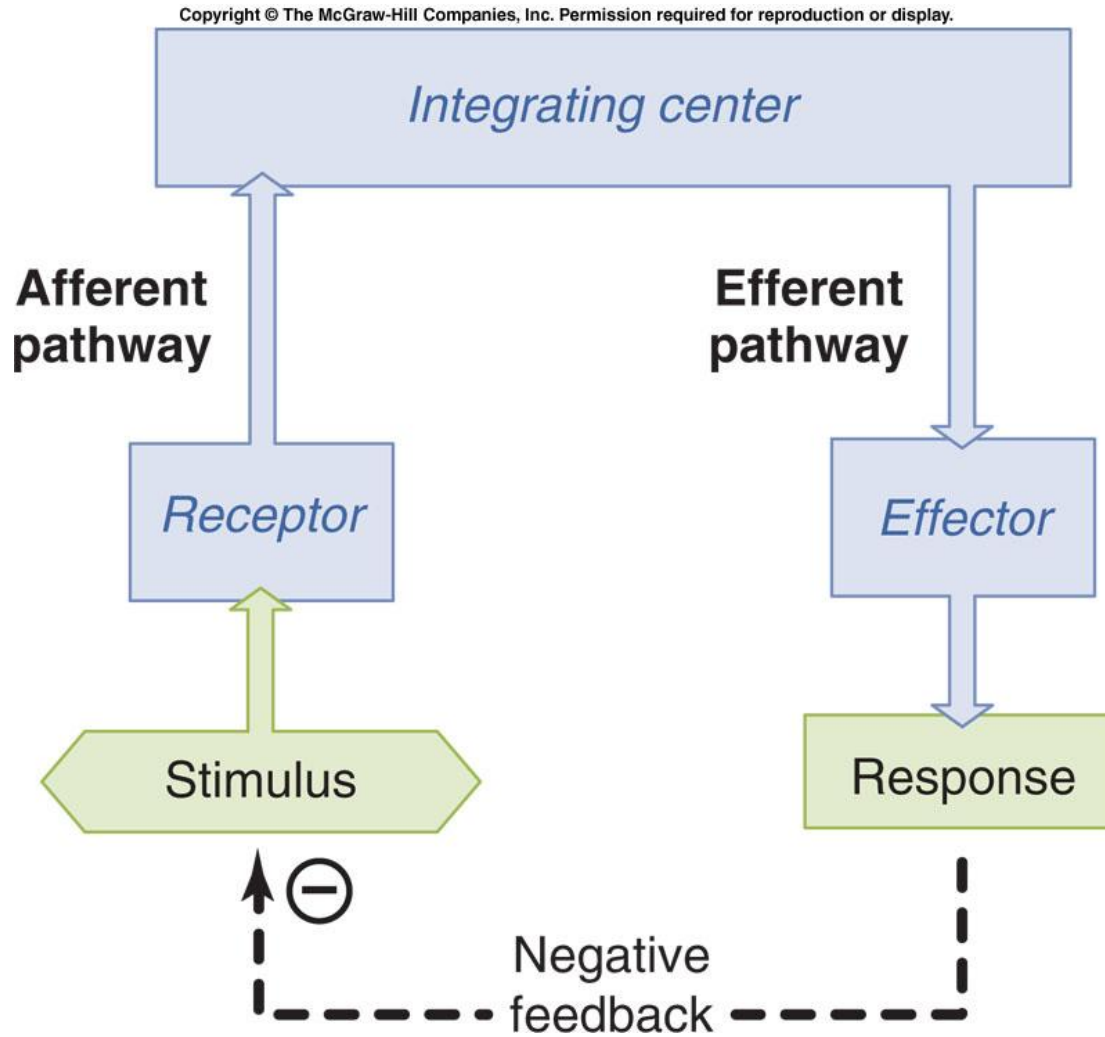 Copyright © The McGraw-Hill Companies, Inc. Permission required for reproduction or display.
Integrating center
Afferent
pathway
Efferent
pathway
Receptor
Effector
Stimulus
Response
Negative
feedback